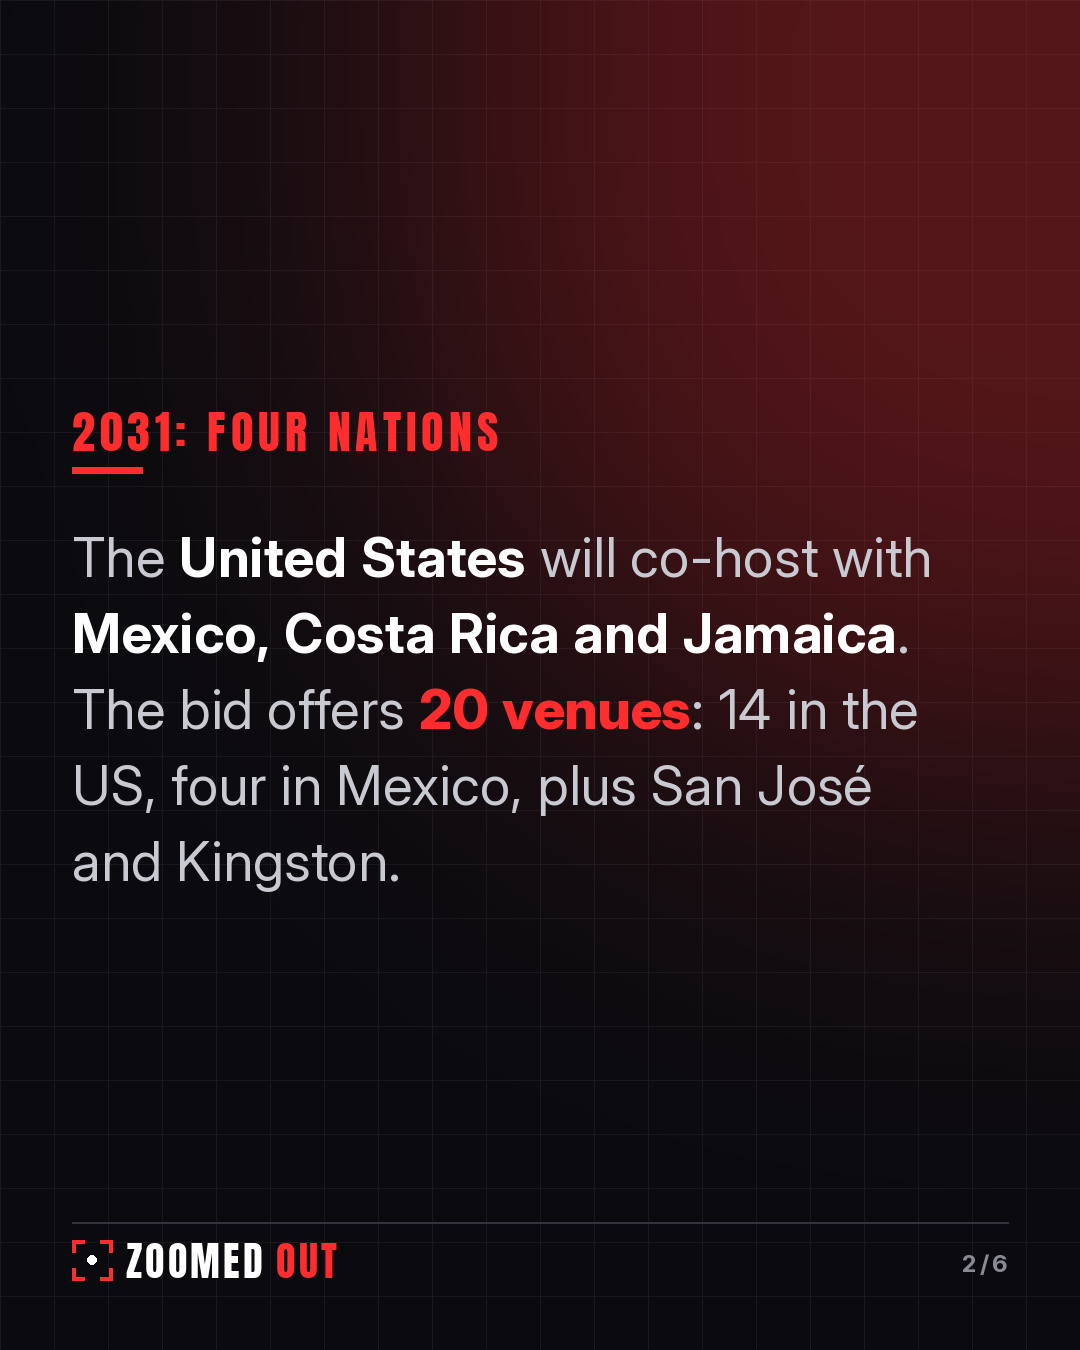 2031: FOUR NATIONS
The United States will co-host with
Mexico, Costa Rica and Jamaica.
The bid offers 20 venues: 14 in the
US, four in Mexico, plus San José
and Kingston.
ZOOMED OUT
2/6